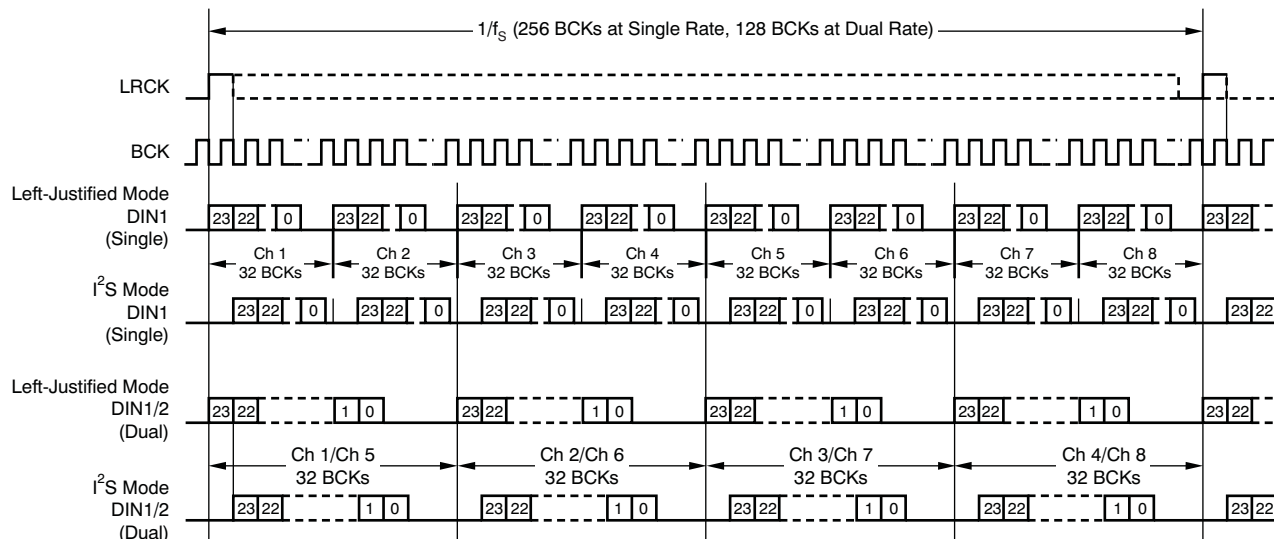 1/fS (256 BCKs at Single Rate, 128 BCKs at Dual Rate)
LRCK
BCK
Left-Justified Mode
DIN1
(Single)
23 22 0 23 22 0 23 22 0 23 22 0 23 22 0 23 22 0 23 22 0 23 22 0 23 22
Ch 1 Ch 2 Ch 3 Ch 4 Ch 5 Ch 6 Ch 7 Ch 8
32 BCKs 32 BCKs 32 BCKs 32 BCKs 32 BCKs 32 BCKs 32 BCKs 32 BCKs
I²S Mode
DIN1
(Single)
23 22 0 23 22 0 23 22 0 23 22 0 23 22 0 23 22 0 23 22 0 23 22 0 23 22
Left-Justified Mode
DIN1/2
(Dual)
23 22 1 0 23 22 1 0 23 22 1 0 23 22 1 0 23 22
Ch 1/Ch 5 Ch 2/Ch 6 Ch 3/Ch 7 Ch 4/Ch 8
32 BCKs 32 BCKs 32 BCKs 32 BCKs
I²S Mode
DIN1/2
(Dual)
23 22 1 0 23 22 1 0 23 22 1 0 23 22 1 0 23 22